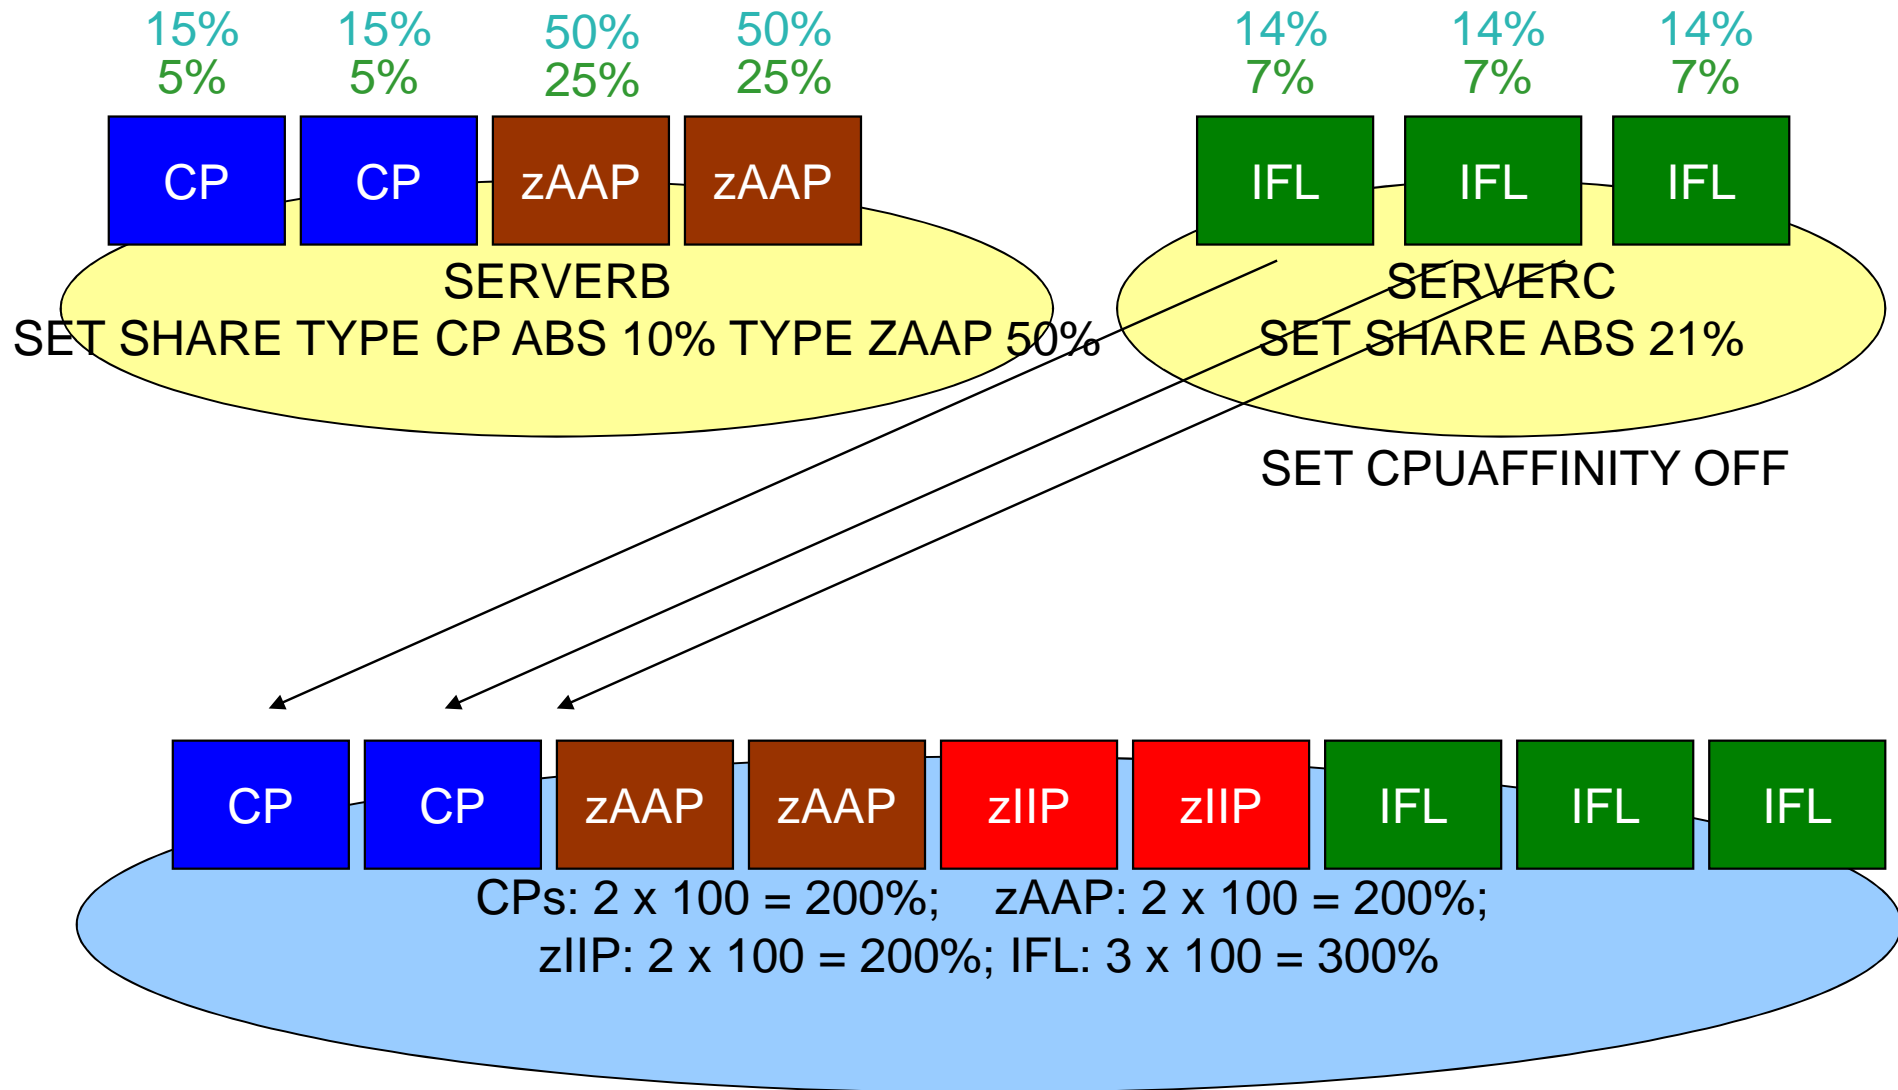 15% 15% 50% 50% 14% 14% 14%
5% 5% 25% 25% 7% 7% 7%
CP CP zAAP zAAP IFL IFL IFL
SERVERB
SET SHARE TYPE CP ABS 10% TYPE ZAAP 50%
SERVERC
SET SHARE ABS 21%
SET CPUAFFINITY OFF
CP CP zAAP zAAP zIIP zIIP IFL IFL IFL
CPs: 2 x 100 = 200%; zAAP: 2 x 100 = 200%;
zIIP: 2 x 100 = 200%; IFL: 3 x 100 = 300%